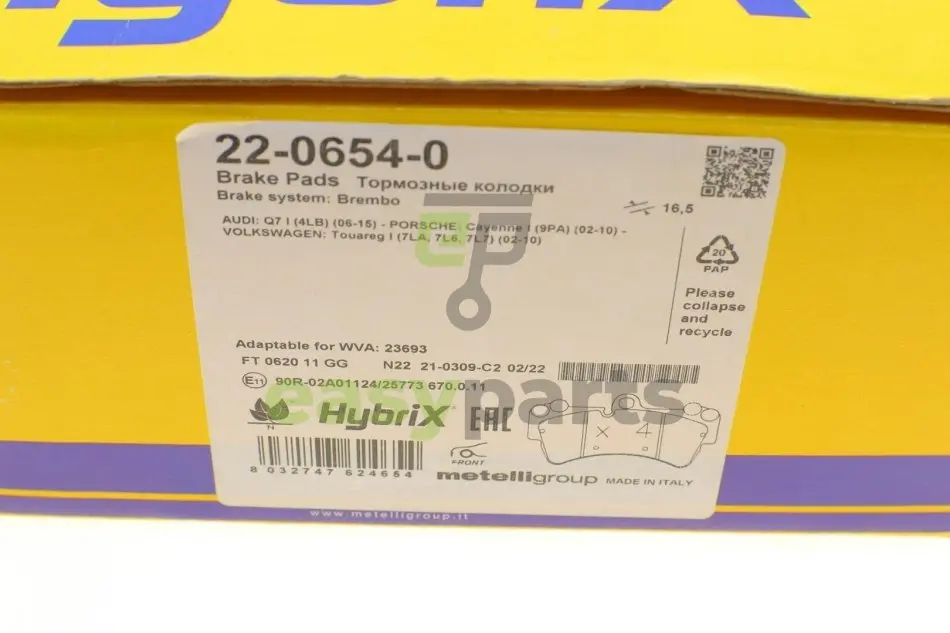 22-0654-0
Brake Pads Тормозные колодки
Brake system: Brembo
16,5
AUDI: Q7 I (4LB) (06-15) - PORSCHE: Cayenne I (9PA) (02-10) -
VOLKSWAGEN: Touareg I (7LA, 7L6, 7L7) (02-10)
ep
20
PAP
Please
collapse
and
recycle
Adaptable for WVA: 23693
FT 0620 11 GG N22 21-0309-C2 02/22
E11 90R-02A01124/25773 670.0.11
easyparts
N
HybriX
EAC
x 4
FRONT
8 032747 624654
metelligroup MADE IN ITALY
www.metelligroup.it